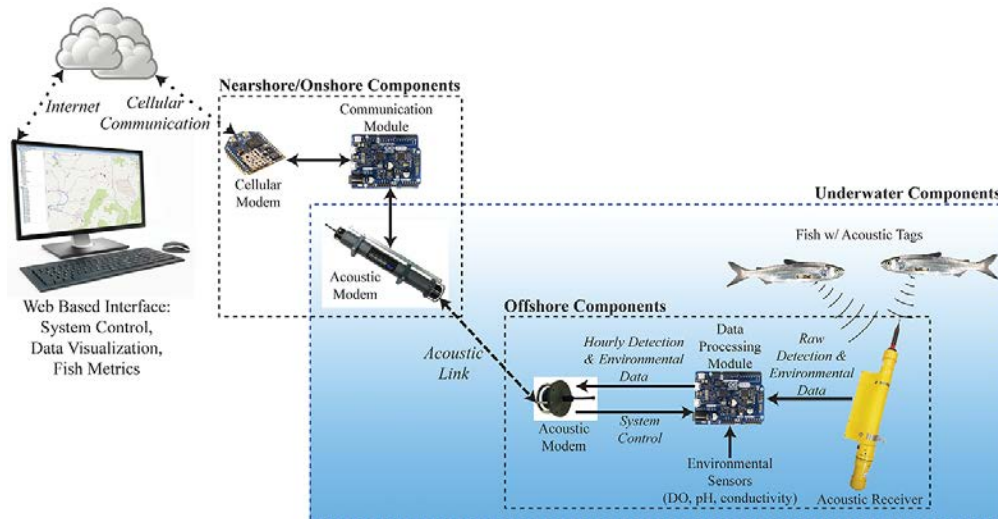 Internet
Cellular
Communication
Nearshore/Onshore Components
Communication
Module
Cellular
Modem
Underwater Components
Fish w/ Acoustic Tags
Acoustic
Modem
Web Based Interface:
System Control,
Data Visualization,
Fish Metrics
Offshore Components
Acoustic
Link
Hourly Detection
& Environmental
Data
Data
Processing
Module
Raw
Detection &
Environmental
Data
Acoustic
Modem
System
Control
Environmental
Sensors
(DO, pH, conductivity)
Acoustic Receiver